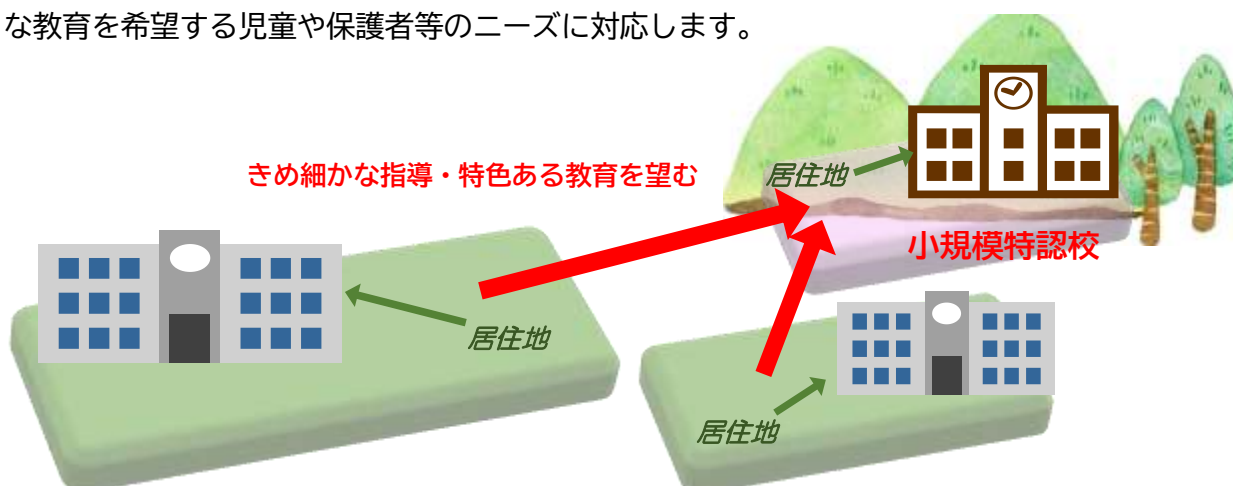 な教育を希望する児童や保護者等のニーズに対応します。
きめ細かな指導・特色ある教育を望む
居住地
小規模特認校
居住地
居住地